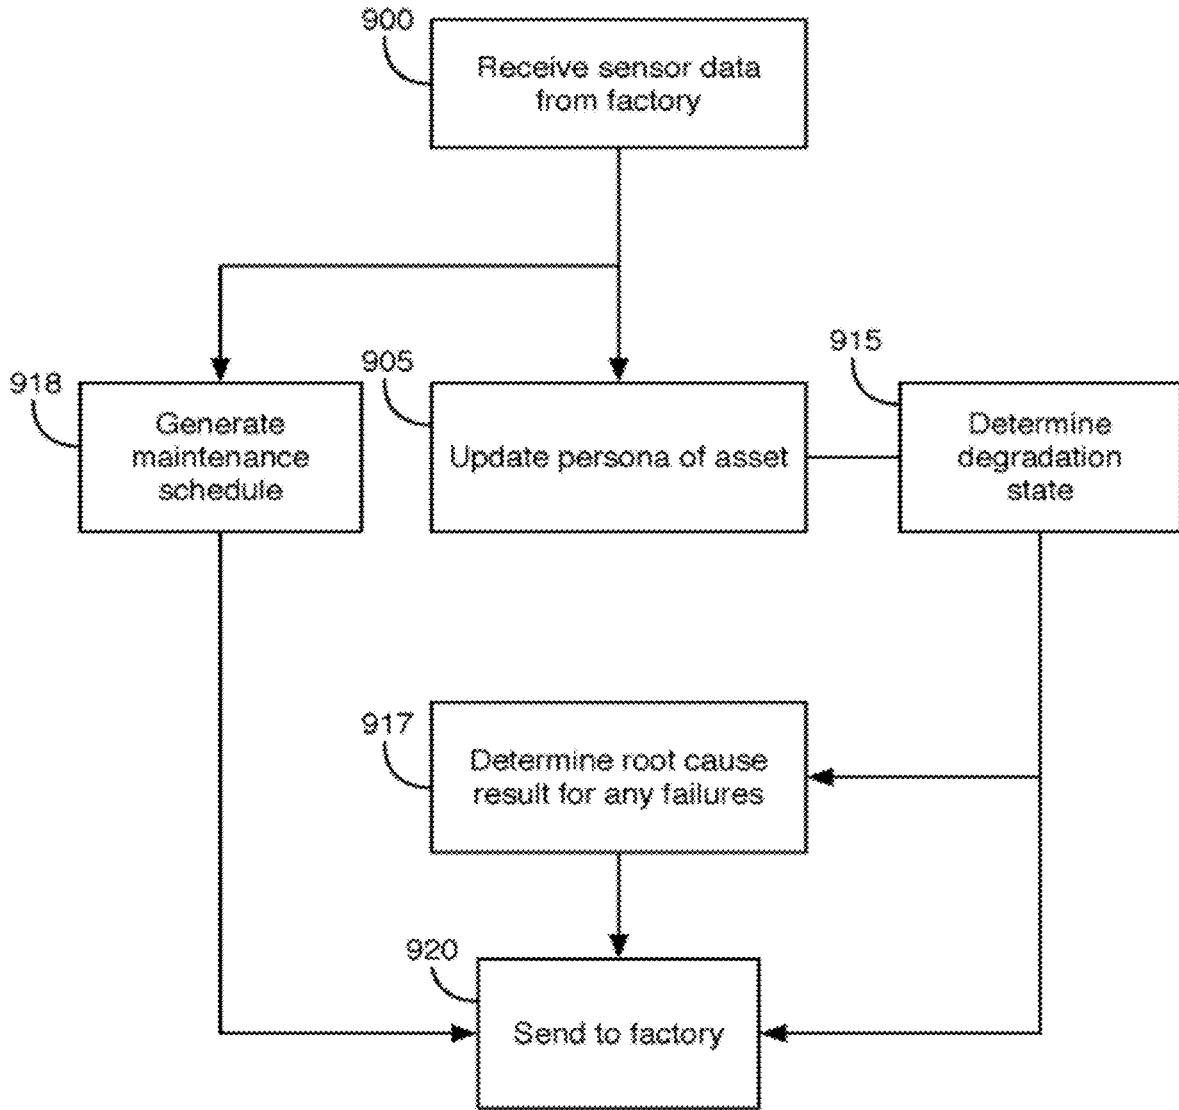 900
Receive sensor data
from factory
918
Generate
maintenance
schedule
905
Update persona of asset
915
Determine
degradation
state
917
Determine root cause
result for any failures
920
Send to factory